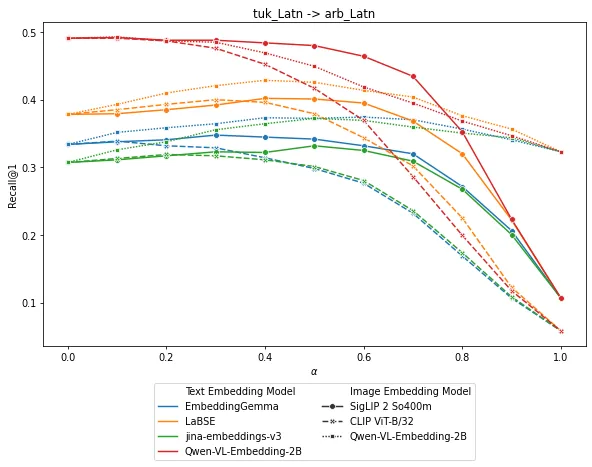 tuk_Latn -> arb_Latn
0.5
0.4
0.3
0.2
0.1
Recall@1
0.0 0.2 0.4 0.6 0.8 1.0
α
Text Embedding Model
EmbeddingGemma
LaBSE
jina-embeddings-v3
Qwen-VL-Embedding-2B
Image Embedding Model
SigLIP 2 So400m
CLIP ViT-B/32
Qwen-VL-Embedding-2B